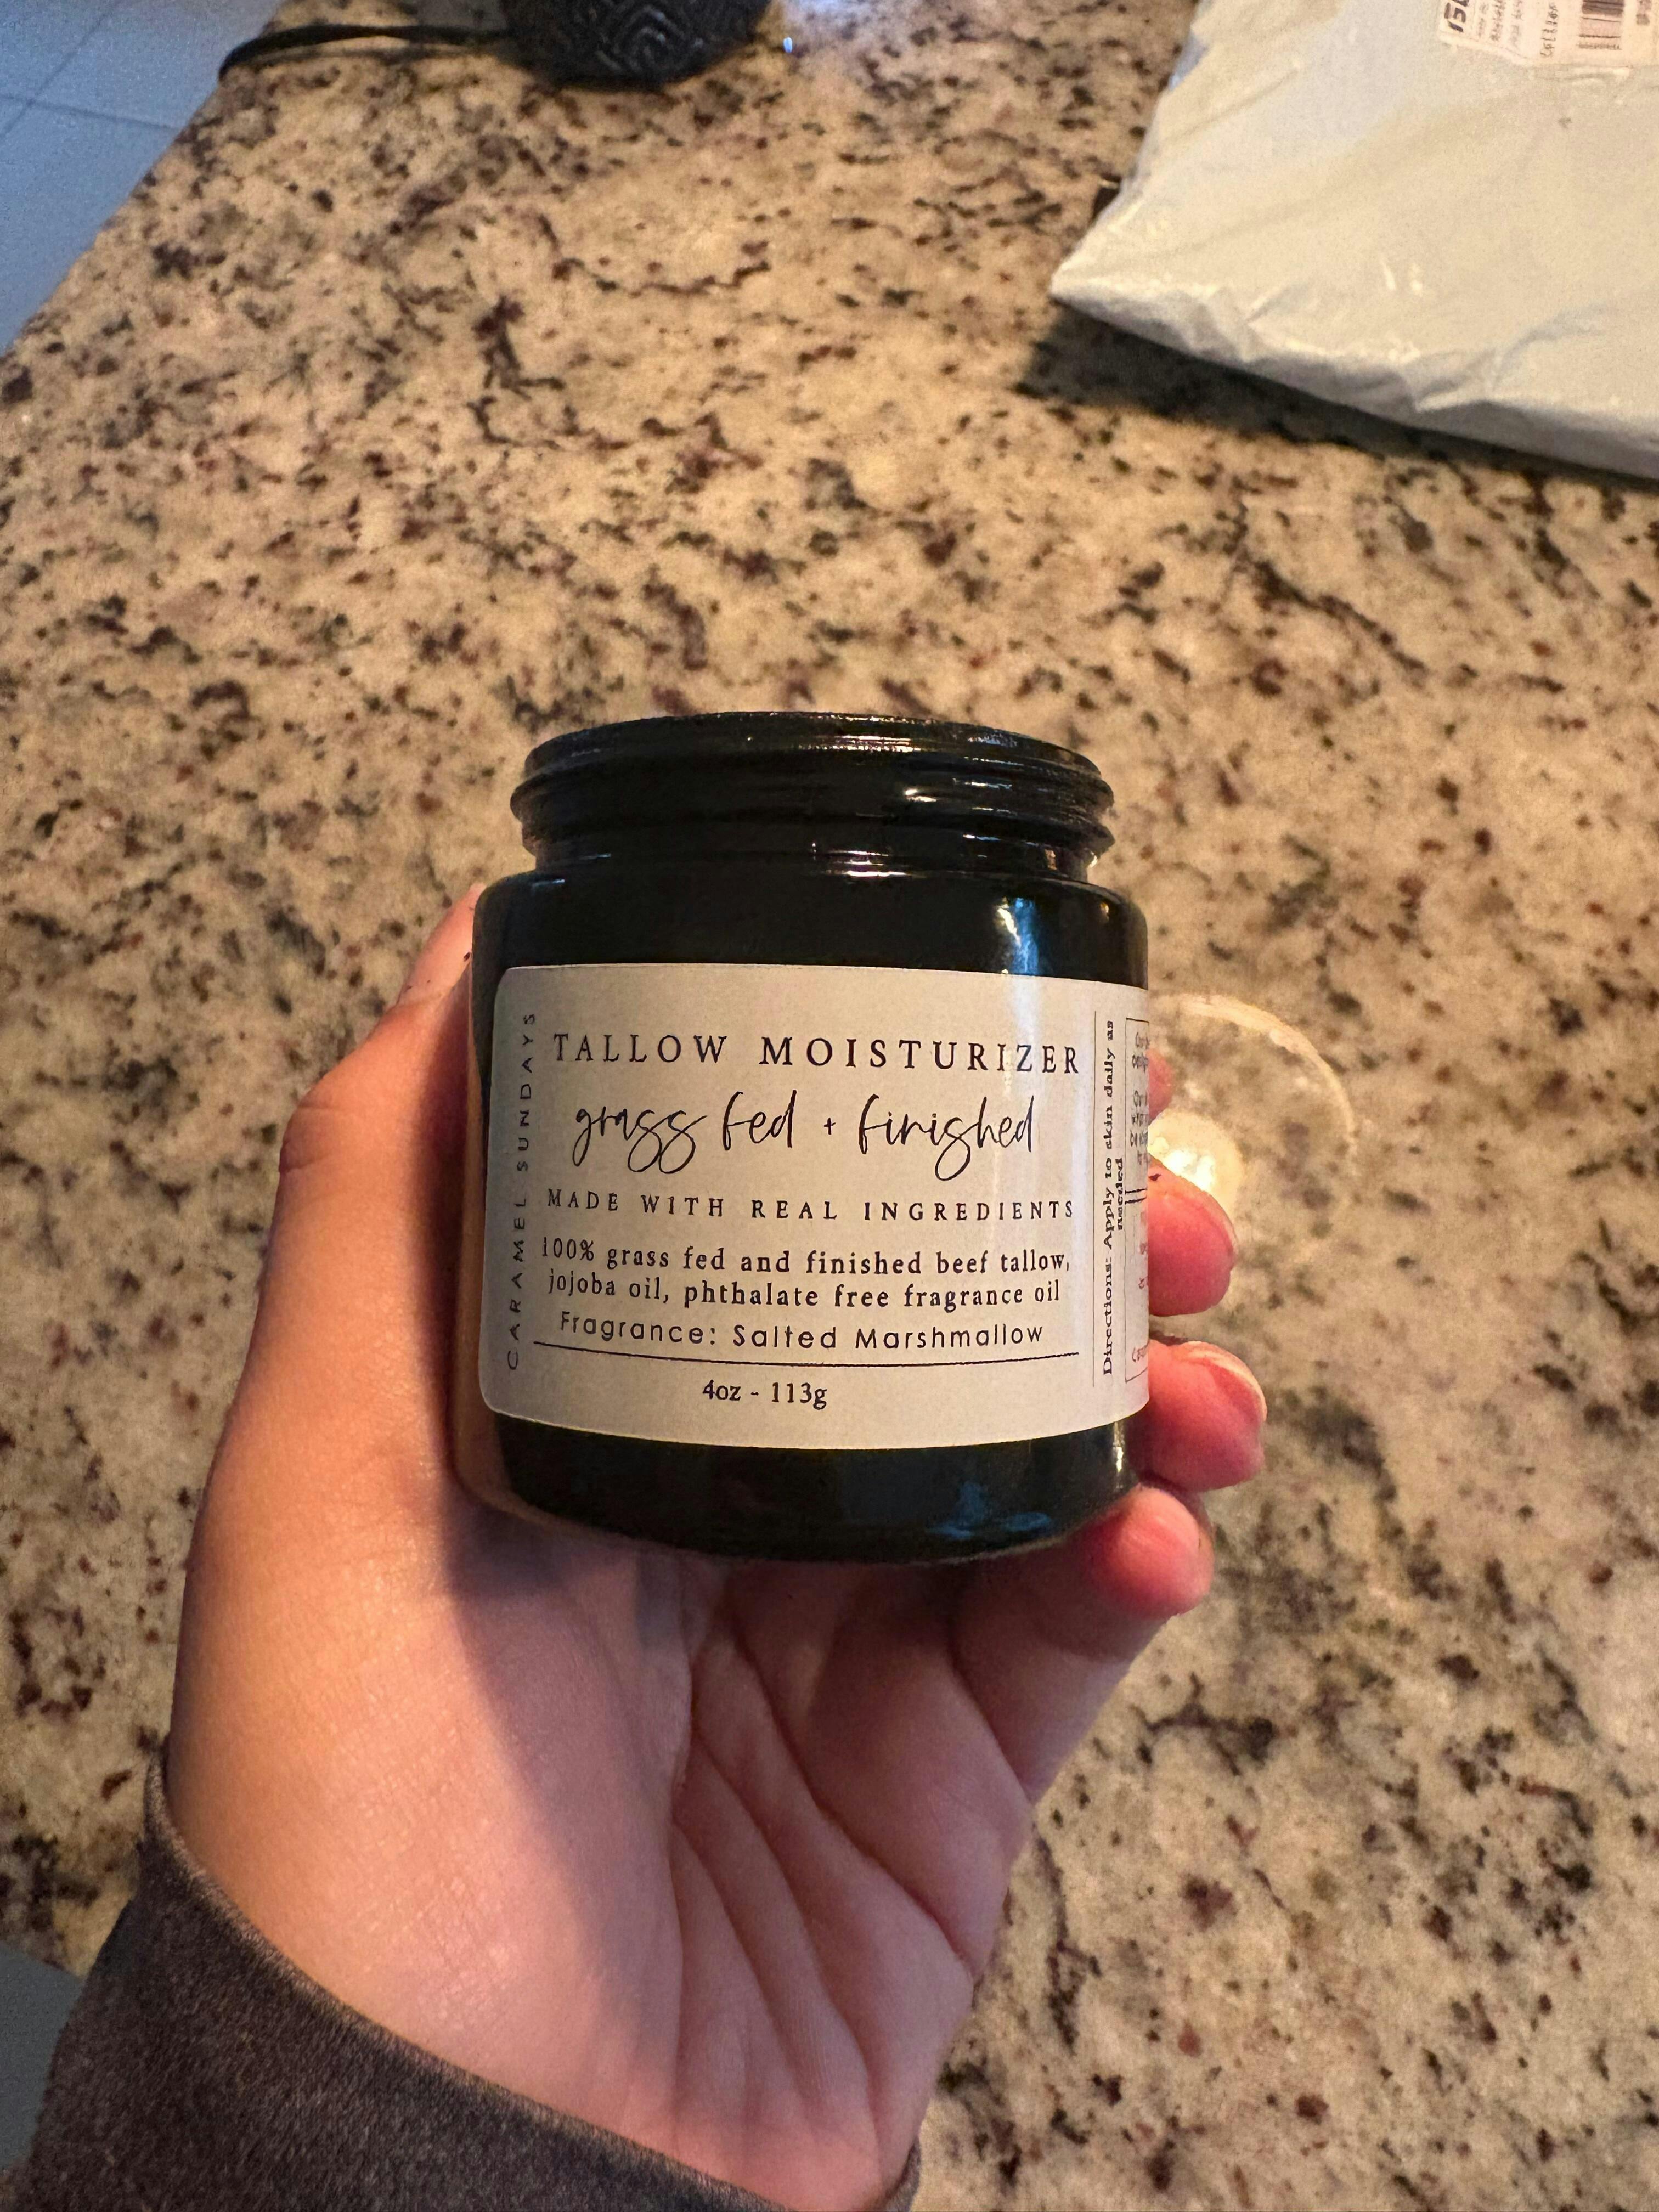 CARAMEL SUNDAYS
TALLOW MOISTURIZER
grass fed + finished
MADE WITH REAL INGREDIENTS
100% grass fed and finished beef tallow,
jojoba oil, phthalate free fragrance oil
Fragrance: Salted Marshmallow
4oz - 113g
Directions: Apply to skin daily as
needed